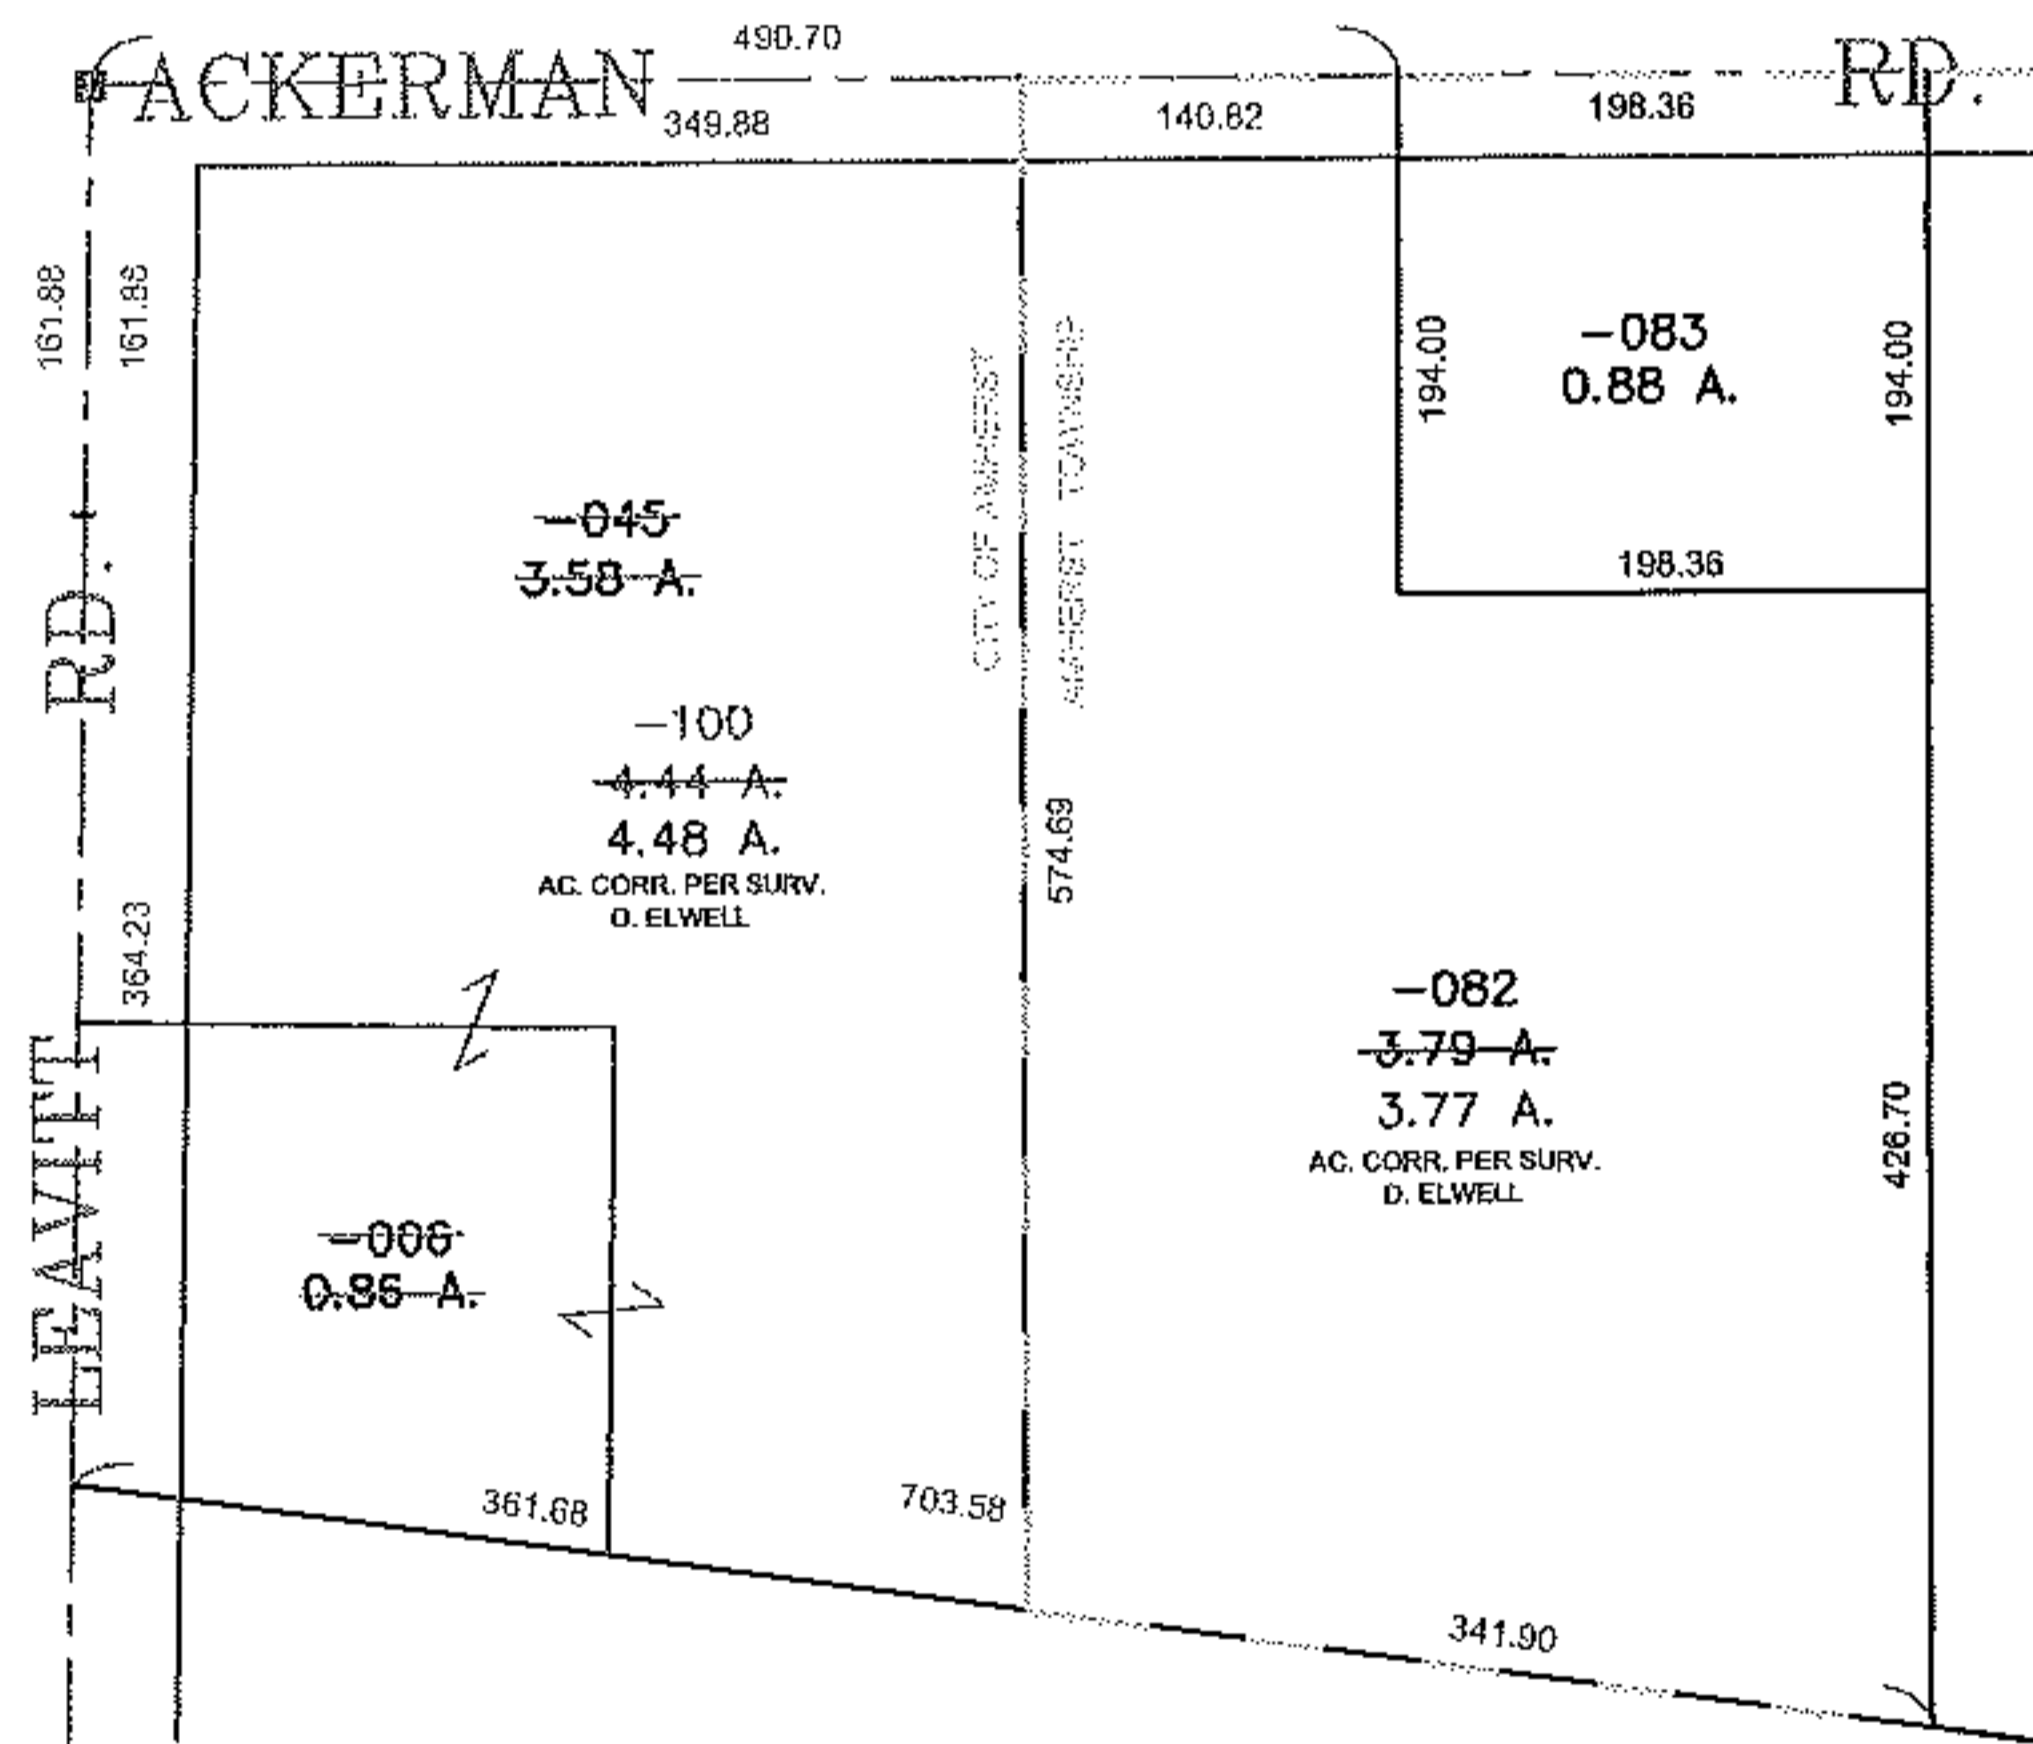 490.70
ACKERMAN RD.
349.88
140.82
198.36
161.88
161.88
-083
0.88 A.
194.00
194.00
198.36
CITY OF AMHERST
AMHERST TOWNSHIP
-045
3.58 A.
-100
4.44 A.
4.48 A.
AC. CORR. PER SURV.
D. ELWELL
574.69
364.23
LEAVITT RD.
-082
3.79 A.
3.77 A.
AC. CORR. PER SURV.
D. ELWELL
426.70
-006
0.86 A.
361.68
703.58
341.90